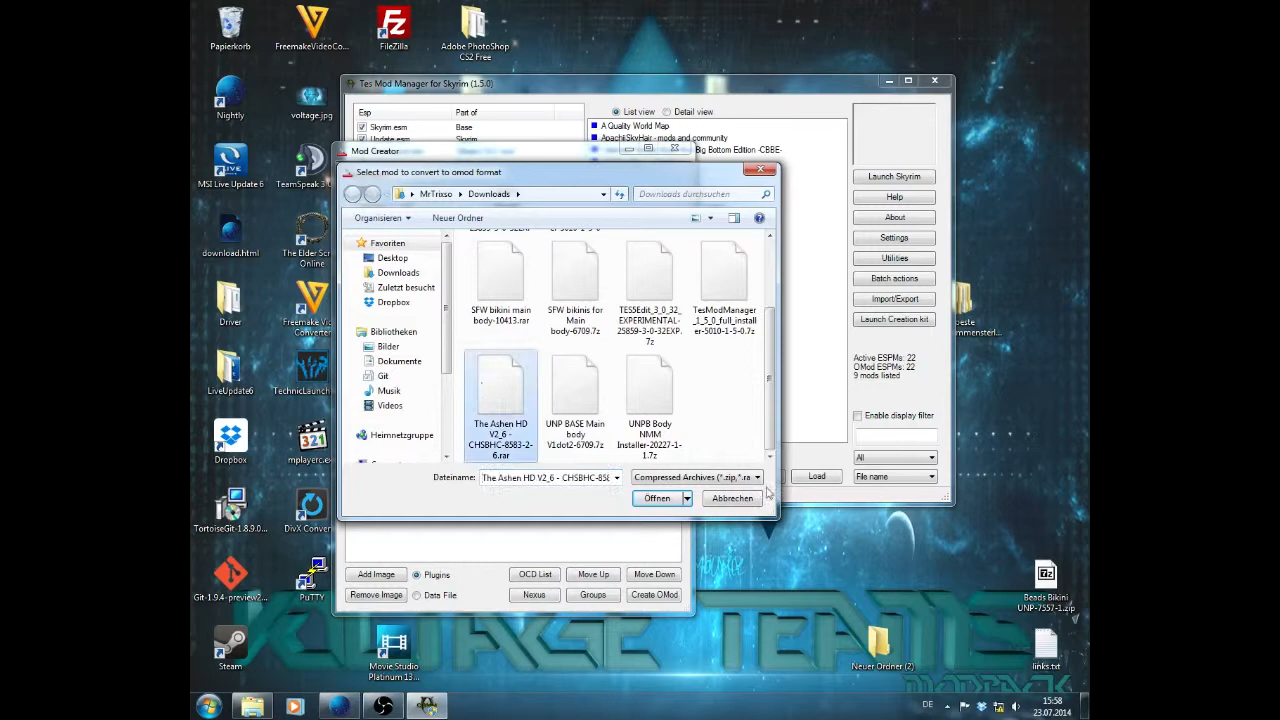 Papierkorb
FreemakeVideoCo...
FileZilla
Adobe PhotoShop
CS2 Free
Nightly
voltage.jpg
MSI Live Update 6
TeamSpeak 3
download.html
The Elder Scr
Online
Driver
Freemake Vid
Converter
LiveUpdate6
TechnicLaunch
Dropbox
mplayerc.exe
TortoiseGit-1.8.9.0...
DivX Conver
Git-1.9.4-preview2...
PuTTY
Steam
Movie Studio
Platinum 13...
Tes Mod Manager for Skyrim (1.5.0)
Esp
Part of
Skyrim.esm
Base
Update.esm
Skyrim
List view
Detail view
A Quality World Map
ApachiiSkyHair - mods and community
Big Bottom Edition -CBBE-
Launch Skyrim
Help
About
Settings
Utilities
Batch actions
Import/Export
Launch Creation kit
Active ESPMs: 22
OMod ESPMs: 22
9 mods listed
Enable display filter
All
File name
Load
Mod Creator
Select mod to convert to omod format
MrTrixso
Downloads
Downloads durchsuchen
Organisieren
Neuer Ordner
Favoriten
Desktop
Downloads
Zuletzt besucht
Dropbox
Bibliotheken
Bilder
Dokumente
Git
Musik
Videos
Heimnetzgruppe
SFW bikini main
body-10413.rar
SFW bikinis for
Main
body-6709.7z
TES5Edit_3_0_32_
EXPERIMENTAL-
25859-3-0-32EXP.
7z
TesModManager
_1_5_0_full_install
er-5010-1-5-0.7z
The Ashen HD
V2_6 -
CHSBHC-8583-2-
6.rar
UNP BASE Main
body
V1dot2-6709.7z
UNPB Body
NMM
Installer-20227-1-
1.7z
Dateiname:
The Ashen HD V2_6 - CHSBHC-858
Compressed Archives (*.zip,*.ra
Öffnen
Abbrechen
Add Image
Plugins
OCD List
Move Up
Move Down
Remove Image
Data File
Nexus
Groups
Create OMod
Beads Bikini
UNP-7557-1.zip
Neuer Ordner (2)
links.txt
MODPACK
DE
15:58
23.07.2014